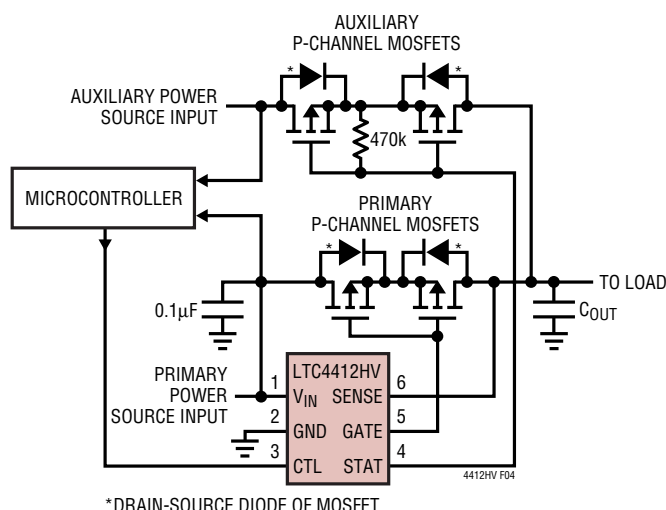 AUXILIARY
P-CHANNEL MOSFETS
*
*
AUXILIARY POWER
SOURCE INPUT
470k
MICROCONTROLLER
PRIMARY
P-CHANNEL MOSFETS
*
*
TO LOAD
0.1µF
COUT
PRIMARY
POWER
SOURCE INPUT
LTC4412HV
1
VIN
SENSE
6
2
GND
GATE
5
3
CTL
STAT
4
4412HV F04
*DRAIN-SOURCE DIODE OF MOSFET